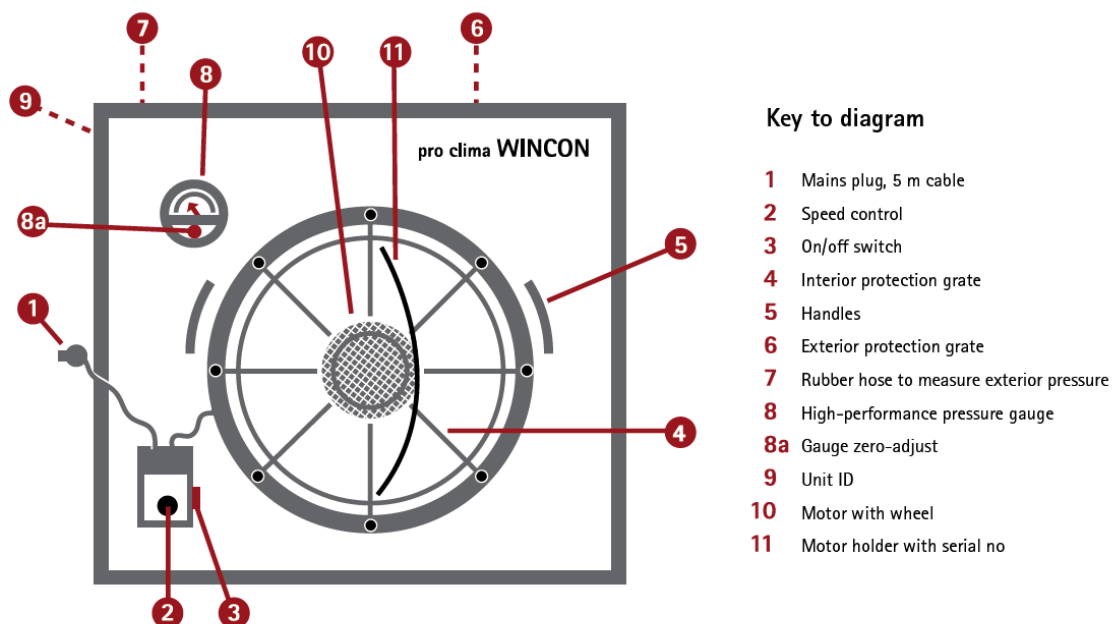 7
6
10
11
8
9
pro clima WINCON
8a
5
1
4
2
3
Key to diagram
1 Mains plug, 5 m cable
2 Speed control
3 On/off switch
4 Interior protection grate
5 Handles
6 Exterior protection grate
7 Rubber hose to measure exterior pressure
8 High-performance pressure gauge
8a Gauge zero-adjust
9 Unit ID
10 Motor with wheel
11 Motor holder with serial no